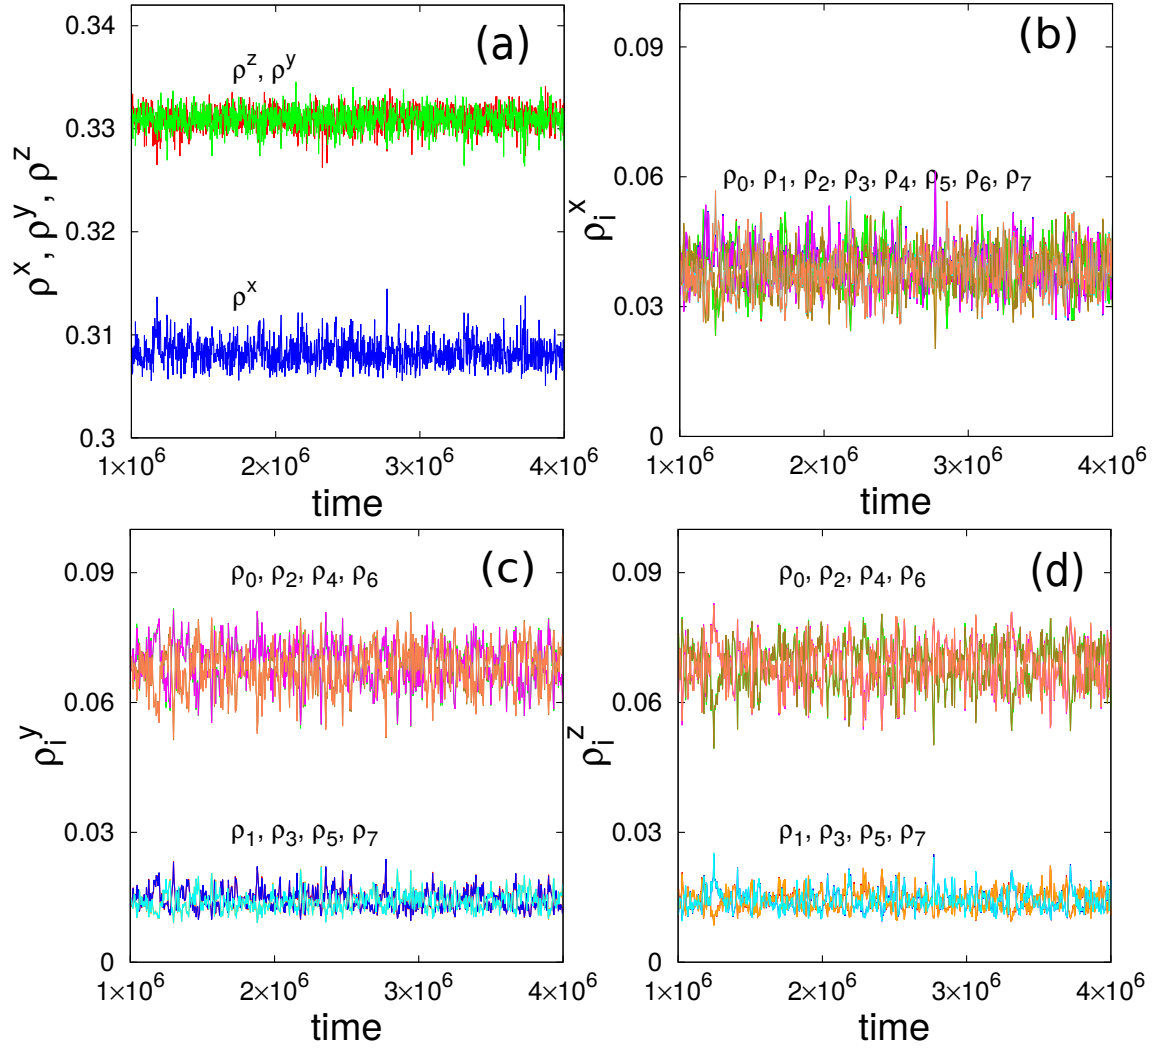 (a)
0.34
0.33
0.32
0.31
0.3
ρ^x, ρ^y, ρ^z
ρ^z, ρ^y
ρ^x
1×10^6
2×10^6
3×10^6
4×10^6
time
(b)
0.09
0.06
0.03
0
ρ_i^x
ρ_0, ρ_1, ρ_2, ρ_3, ρ_4, ρ_5, ρ_6, ρ_7
1×10^6
2×10^6
3×10^6
4×10^6
time
(c)
0.09
0.06
0.03
0
ρ_i^y
ρ_0, ρ_2, ρ_4, ρ_6
ρ_1, ρ_3, ρ_5, ρ_7
1×10^6
2×10^6
3×10^6
4×10^6
time
(d)
0.09
0.06
0.03
0
ρ_i^z
ρ_0, ρ_2, ρ_4, ρ_6
ρ_1, ρ_3, ρ_5, ρ_7
1×10^6
2×10^6
3×10^6
4×10^6
time